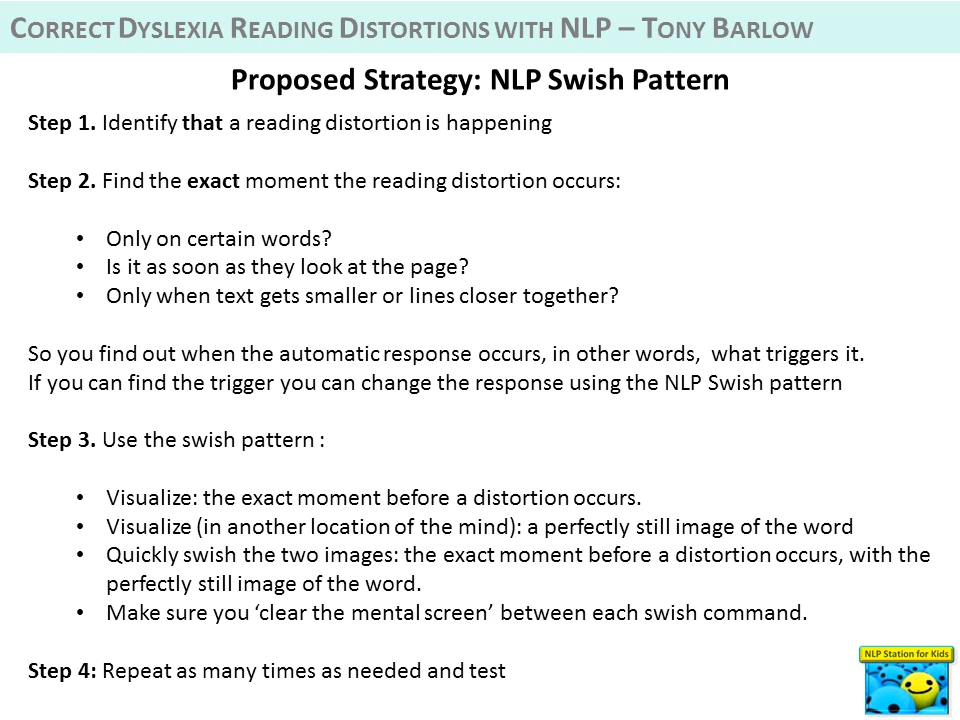 CORRECT DYSLEXIA READING DISTORTIONS WITH NLP – TONY BARLOW
Proposed Strategy: NLP Swish Pattern
Step 1. Identify that a reading distortion is happening
Step 2. Find the exact moment the reading distortion occurs:
• Only on certain words?
• Is it as soon as they look at the page?
• Only when text gets smaller or lines closer together?
So you find out when the automatic response occurs, in other words, what triggers it.
If you can find the trigger you can change the response using the NLP Swish pattern
Step 3. Use the swish pattern :
• Visualize: the exact moment before a distortion occurs.
• Visualize (in another location of the mind): a perfectly still image of the word
• Quickly swish the two images: the exact moment before a distortion occurs, with the
perfectly still image of the word.
• Make sure you ‘clear the mental screen’ between each swish command.
Step 4: Repeat as many times as needed and test
NLP Station for Kids